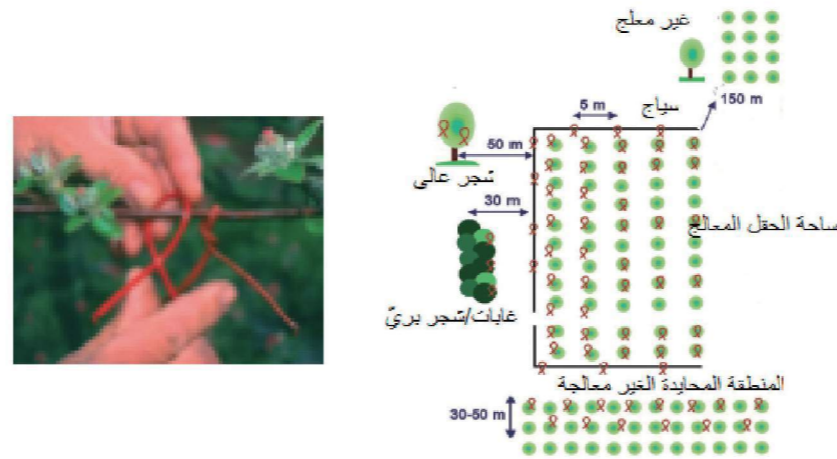 غير معلج
150 m
سياج
5 m
50 m
شجر عالي
30 m
ساحة الحقل المعالج
غابات/شجر بريّ
المنطقة المحايدة الغير معالجة
30-50 m